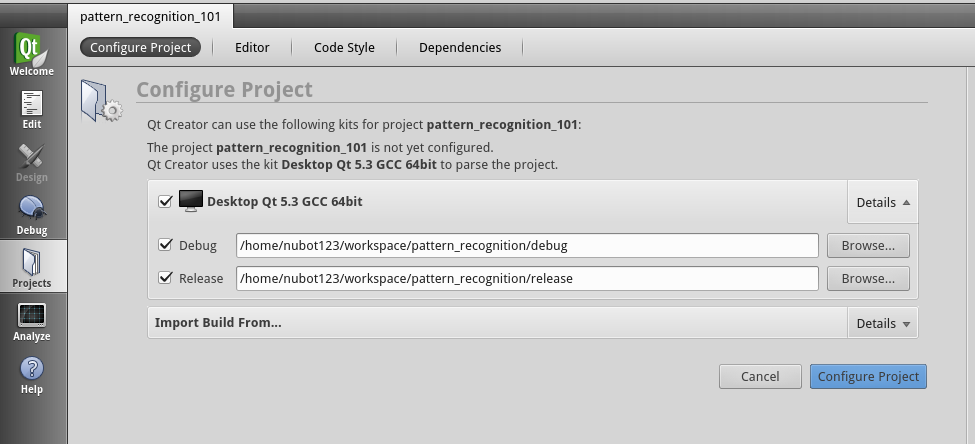 pattern_recognition_101
Configure Project
Editor
Code Style
Dependencies
Qt
Welcome
Edit
Design
Debug
Projects
Analyze
?
Help
Configure Project
Qt Creator can use the following kits for project pattern_recognition_101:
The project pattern_recognition_101 is not yet configured.
Qt Creator uses the kit Desktop Qt 5.3 GCC 64bit to parse the project.
Desktop Qt 5.3 GCC 64bit
Details
Debug
/home/nubot123/workspace/pattern_recognition/debug
Browse...
Release
/home/nubot123/workspace/pattern_recognition/release
Browse...
Import Build From...
Details
Cancel
Configure Project